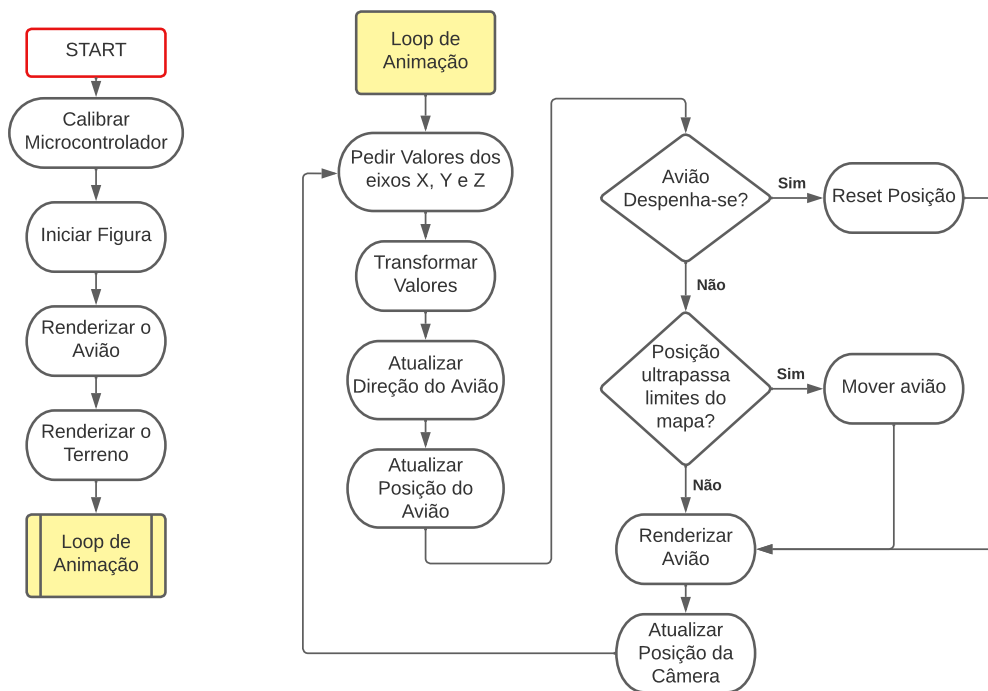 START
Calibrar
Microcontrolador
Iniciar Figura
Renderizar o
Avião
Renderizar o
Terreno
Loop de
Animação
Loop de
Animação
Pedir Valores dos
eixos X, Y e Z
Transformar
Valores
Atualizar
Direção do Avião
Atualizar
Posição do
Avião
Avião
Despenha-se?
Sim
Reset Posição
Não
Posição
ultrapassa
limites do
mapa?
Sim
Mover avião
Não
Renderizar
Avião
Atualizar
Posição da
Câmera